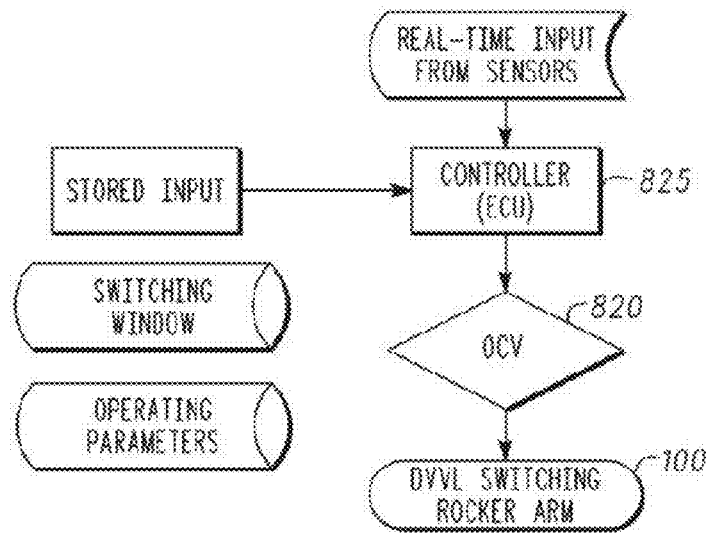 REAL-TIME INPUT
FROM SENSORS
STORED INPUT
CONTROLLER
(ECU)
825
SWITCHING
WINDOW
820
OCV
OPERATING
PARAMETERS
100
DVVL SWITCHING
ROCKER ARM